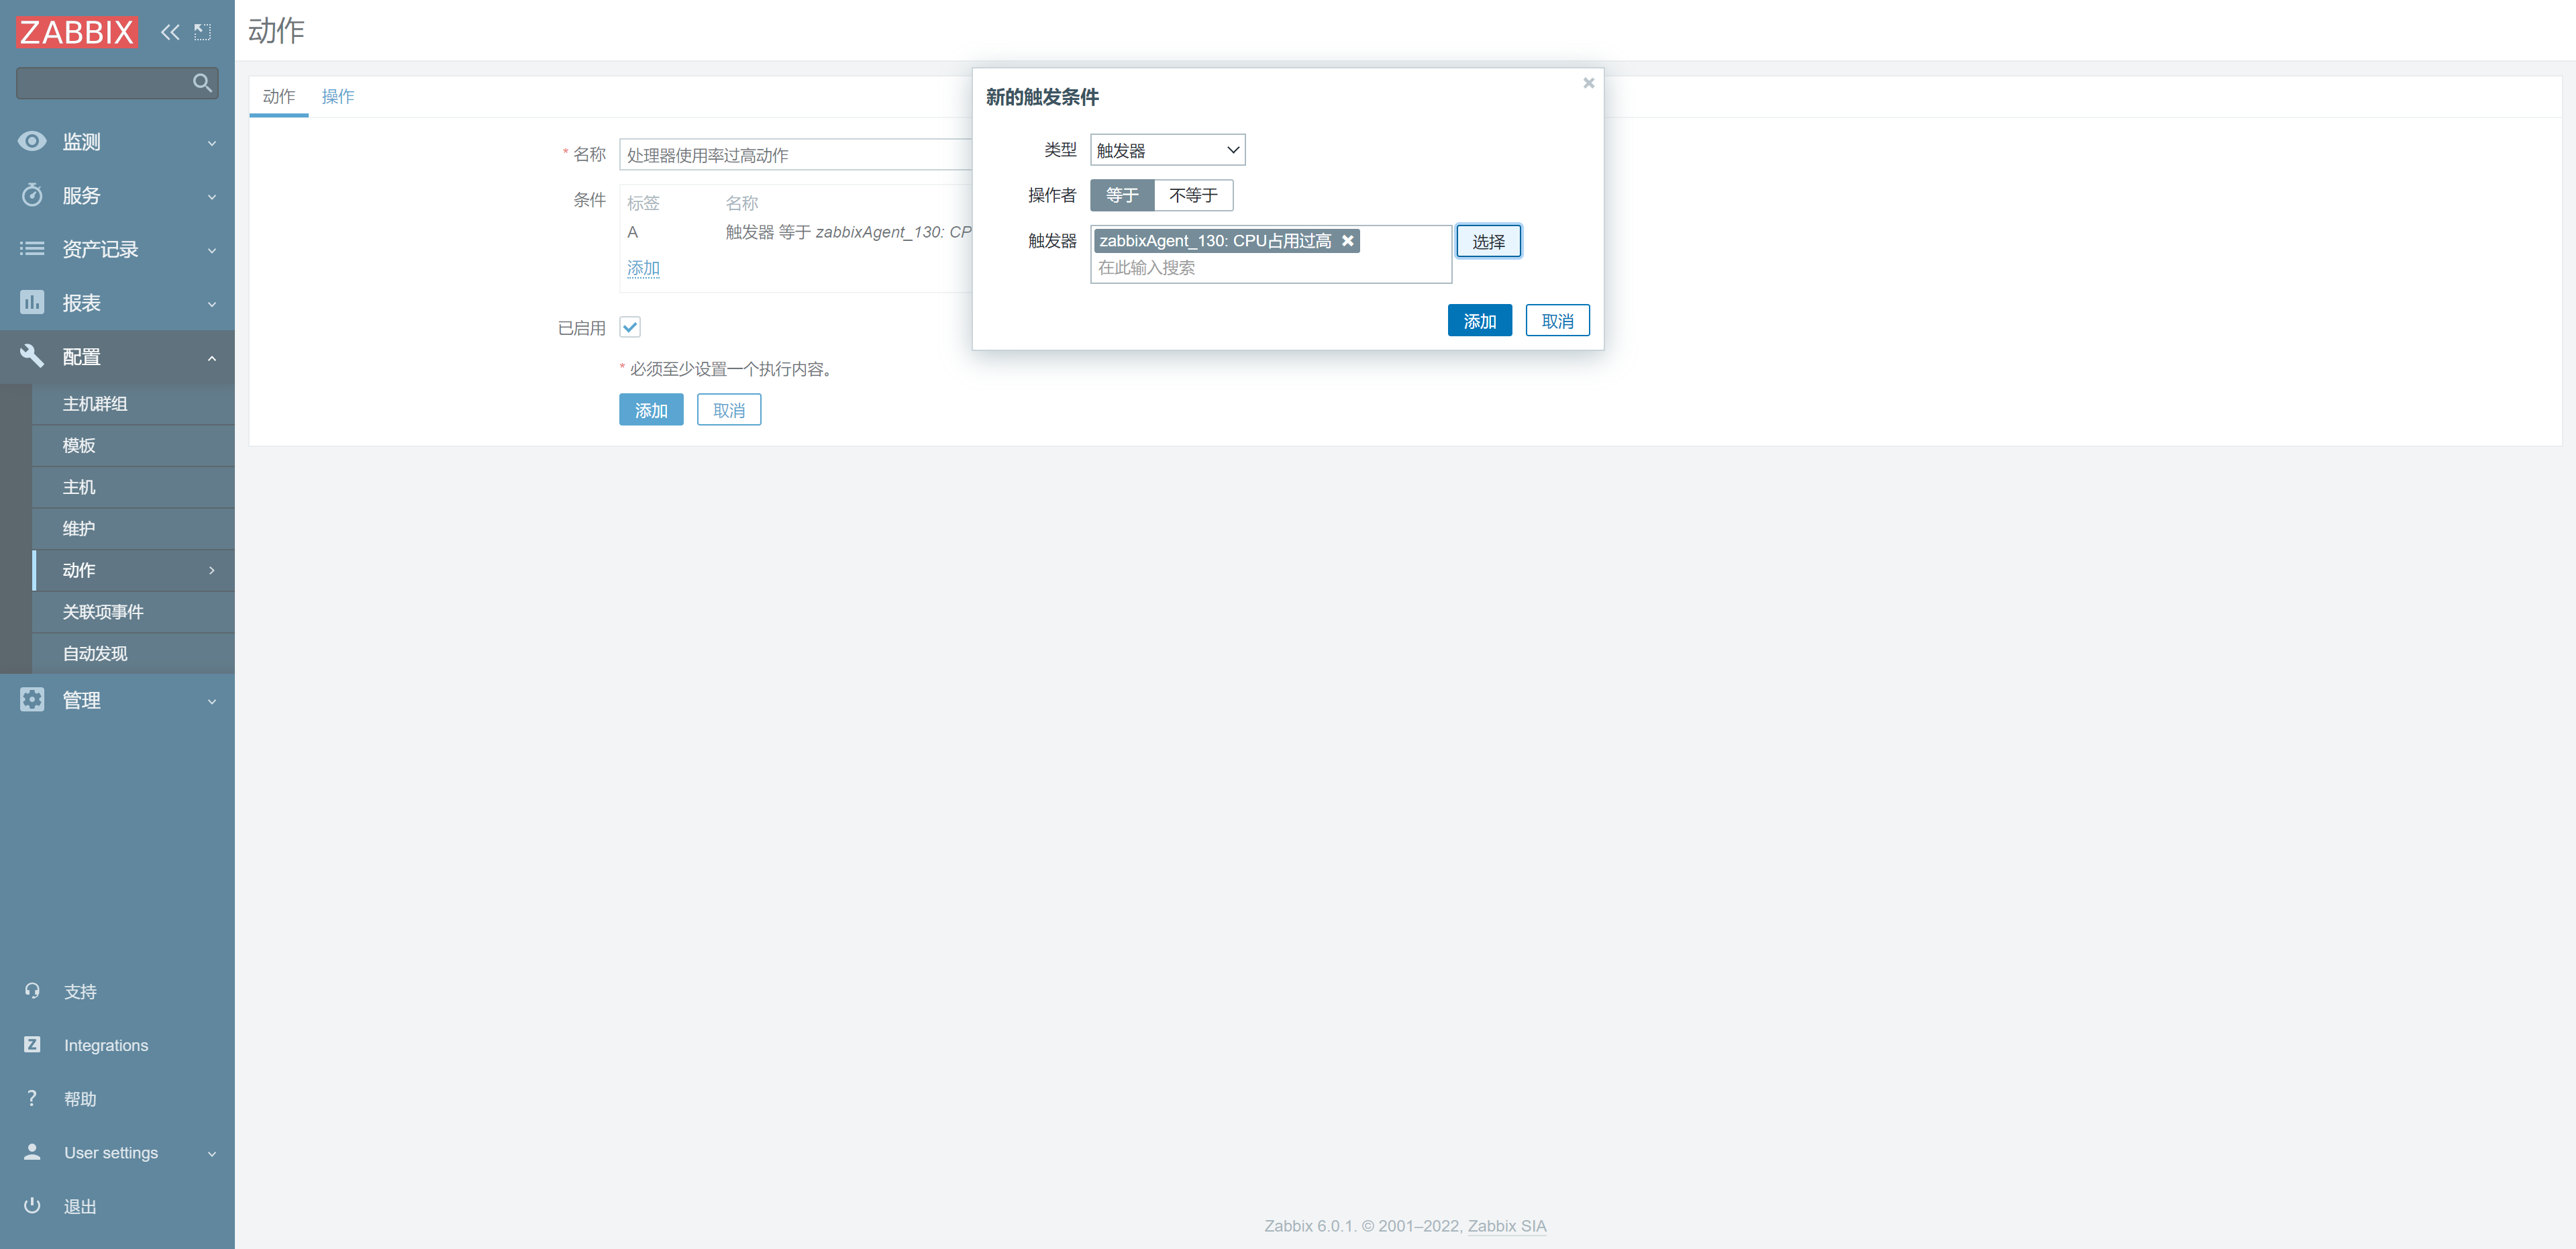 ZABBIX
监测
服务
资产记录
报表
配置
主机群组
模板
主机
维护
动作
关联项事件
自动发现
管理
支持
Integrations
帮助
User settings
退出
动作
动作 操作
* 名称 处理器使用率过高动作
条件 标签 名称
A 触发器 等于 zabbixAgent_130: CP
添加
已启用
* 必须至少设置一个执行内容。
添加 取消
新的触发条件
类型 触发器
操作者 等于 不等于
触发器 zabbixAgent_130: CPU占用过高 选择
在此输入搜索
添加 取消
Zabbix 6.0.1. © 2001–2022, Zabbix SIA